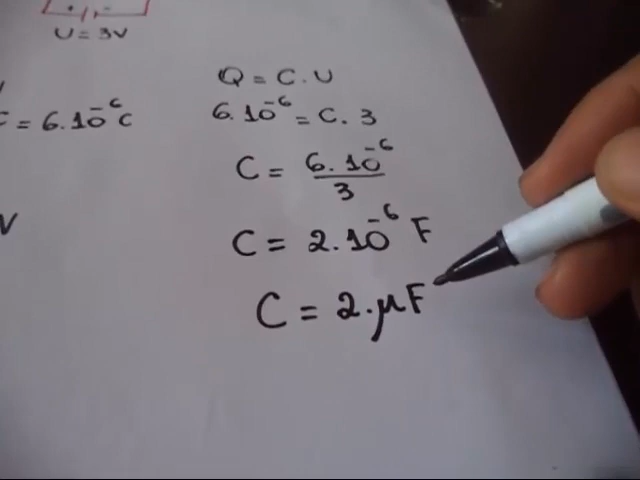 U = 3V
Q = C.U
= 6.10⁻⁶ C
6.10⁻⁶ = C.3
C = 6.10⁻⁶
3
C = 2.10⁻⁶ F
V
C = 2.μF